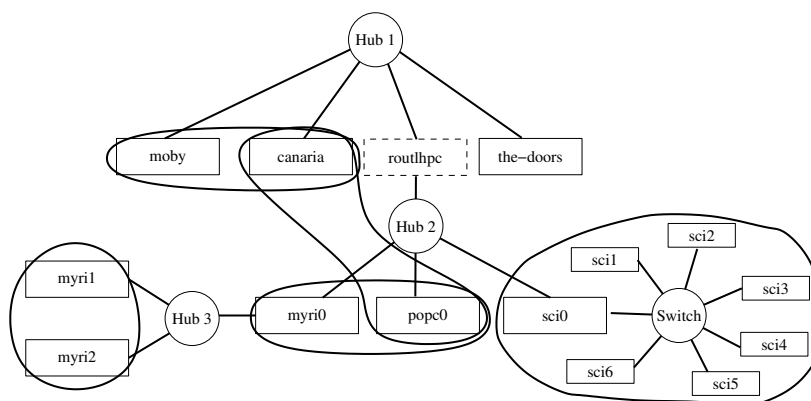 Hub 1
moby
canaria
routlhpc
the−doors
Hub 2
sci2
sci1
myri1
sci3
Hub 3
myri0
popc0
sci0
Switch
myri2
sci4
sci6
sci5